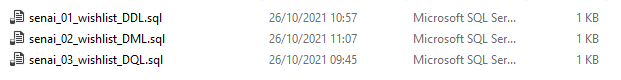 senai_01_wishlist_DDL.sql 26/10/2021 10:57 Microsoft SQL Ser... 1 KB
senai_02_wishlist_DML.sql 26/10/2021 11:07 Microsoft SQL Ser... 1 KB
senai_03_wishlist_DQL.sql 26/10/2021 09:45 Microsoft SQL Ser... 1 KB